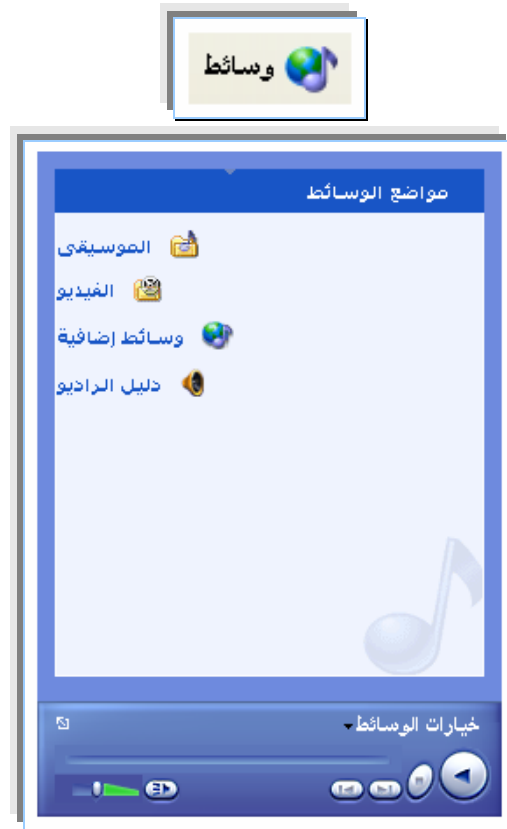 وسائط
مواضع الوسائط
الموسيقى
الفيديو
وسائط إضافية
دليل الراديو
خيارات الوسائط